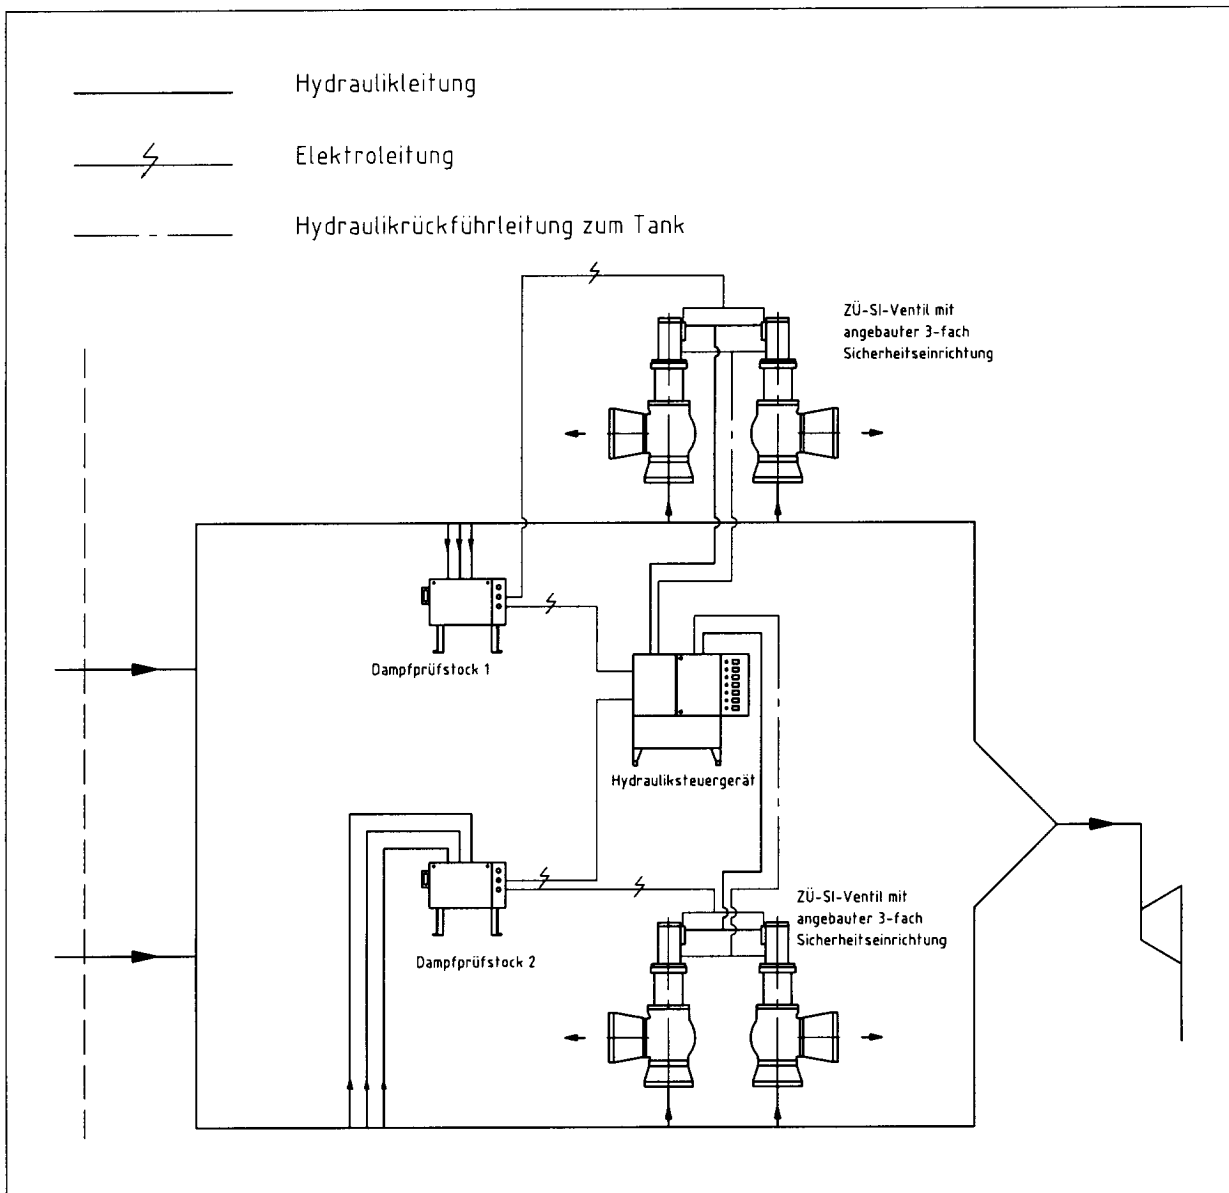 Hydraulikleitung
Elektroleitung
Hydraulikrückführleitung zum Tank
ZÜ-SI-Ventil mit
angebauter 3-fach
Sicherheitseinrichtung
Dampfprüfstock 1
Hydrauliksteuergerät
Dampfprüfstock 2
ZÜ-SI-Ventil mit
angebauter 3-fach
Sicherheitseinrichtung